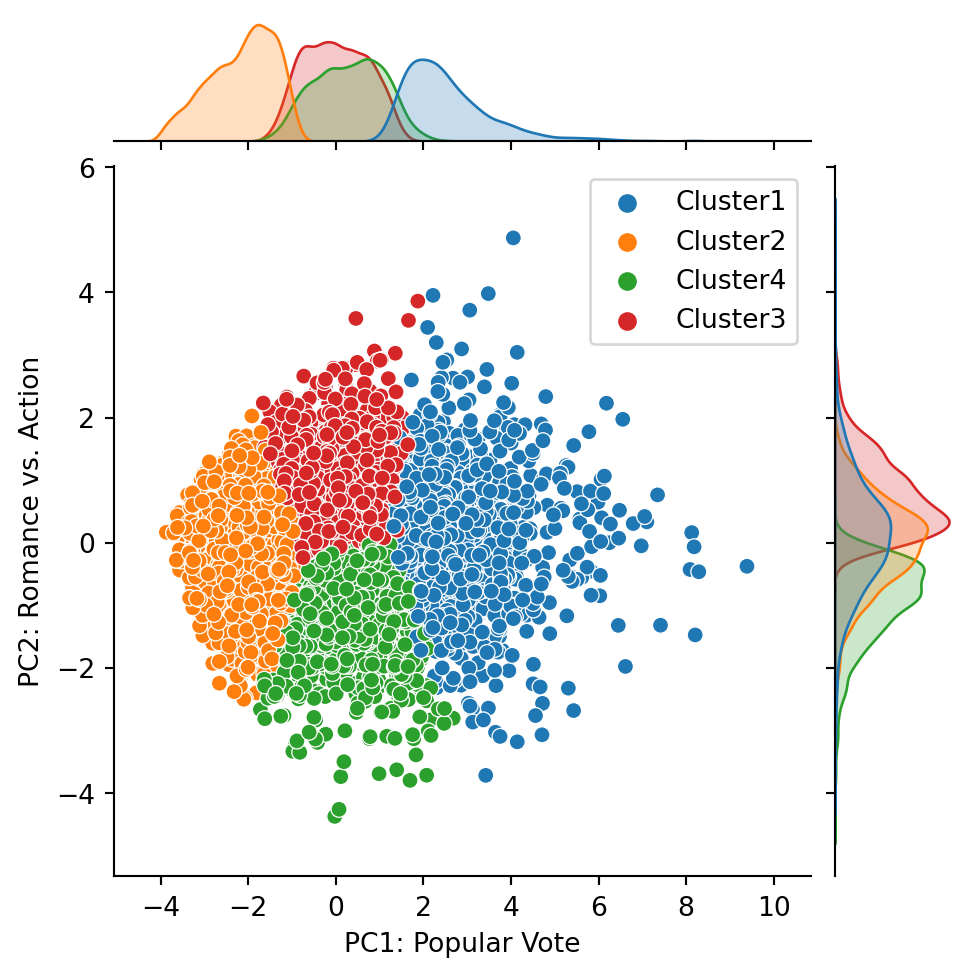 Cluster1
Cluster2
Cluster4
Cluster3
6
4
2
0
−2
−4
PC2: Romance vs. Action
−4 −2 0 2 4 6 8 10
PC1: Popular Vote